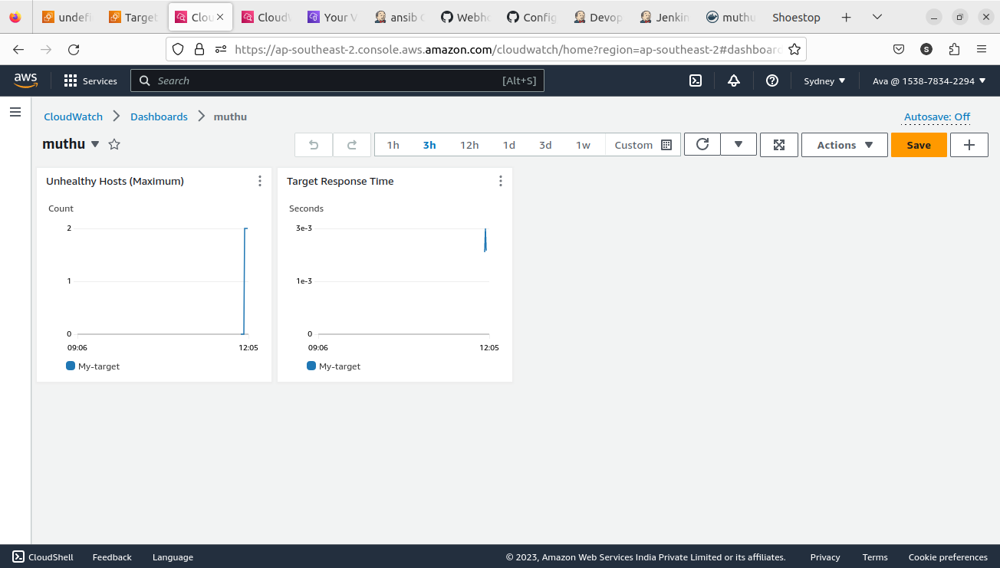 undefi Target Clou CloudW Your V ansib C Webho Config Devop Jenkin muthu Shoestop
https://ap-southeast-2.console.aws.amazon.com/cloudwatch/home?region=ap-southeast-2#dashboard
aws Services Search [Alt+S] Sydney Ava @ 1538-7834-2294
CloudWatch Dashboards muthu Autosave: Off
muthu 1h 3h 12h 1d 3d 1w Custom Actions Save
Unhealthy Hosts (Maximum)
Count
2
1
0
09:06 12:05
My-target
Target Response Time
Seconds
3e-3
1e-3
0
09:06 12:05
My-target
CloudShell Feedback Language © 2023, Amazon Web Services India Private Limited or its affiliates. Privacy Terms Cookie preferences